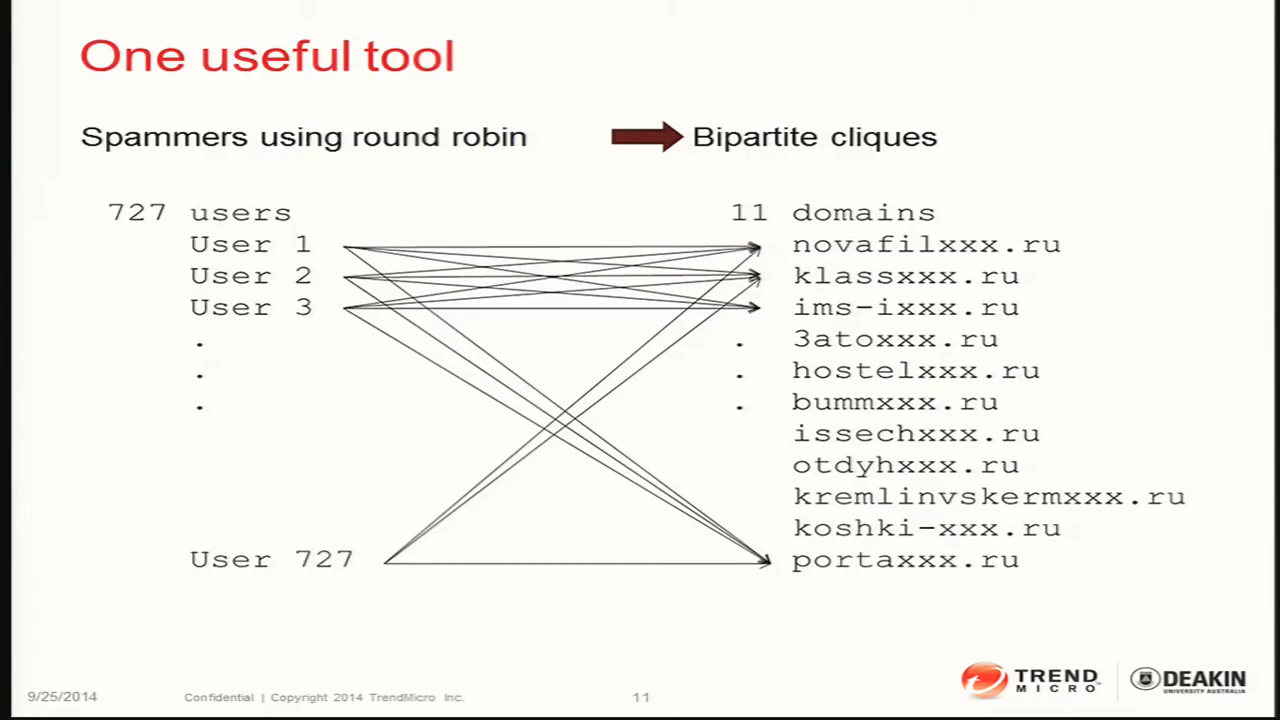 One useful tool
Spammers using round robin
Bipartite cliques
727 users
11 domains
User 1
novafilxxx.ru
User 2
klassxxx.ru
User 3
ims-ixxx.ru
.
. 3atoxxx.ru
.
. hostelxxx.ru
.
. bummxxx.ru
issechxxx.ru
otdyhxxx.ru
kremlinvskermxxx.ru
koshki-xxx.ru
User 727
portaxxx.ru
9/25/2014
Confidential | Copyright 2014 TrendMicro Inc.
11
TREND
MICRO
DEAKIN
UNIVERSITY AUSTRALIA